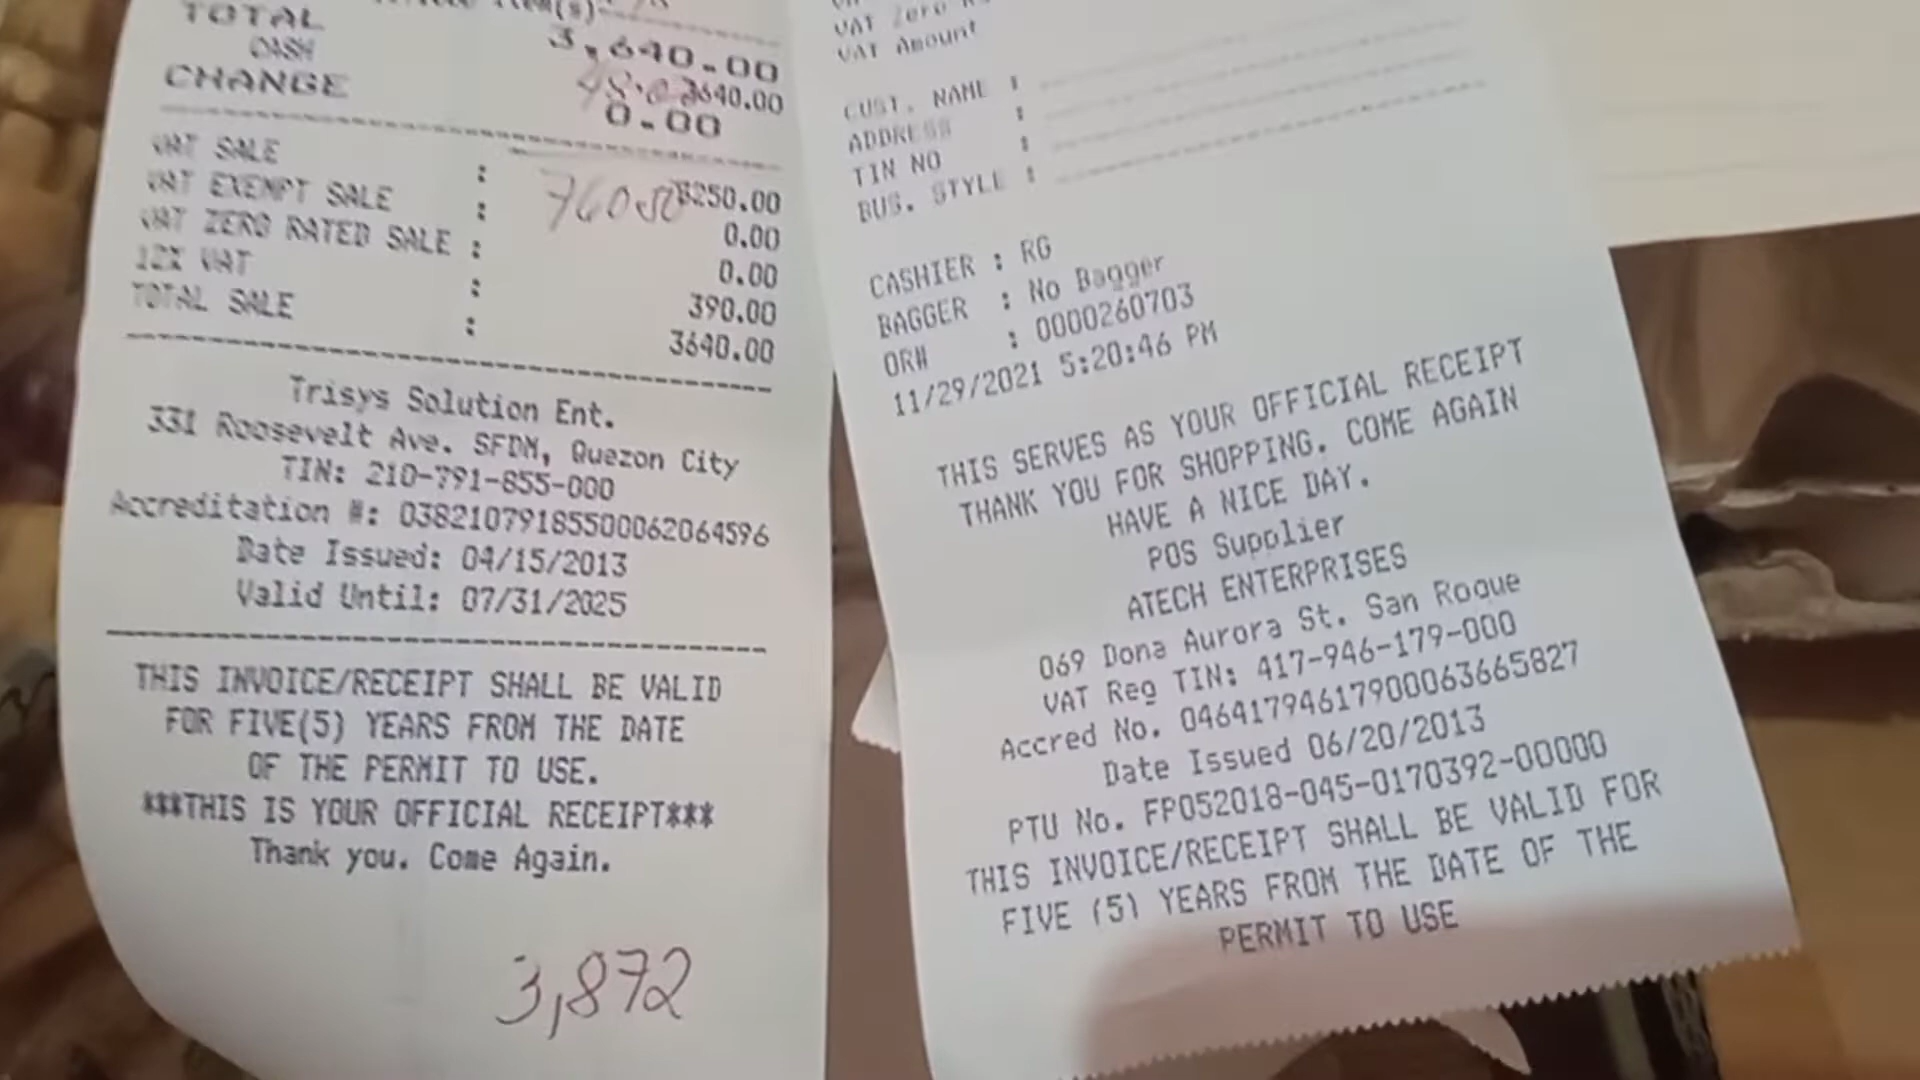 TOTAL 3,640.00
CASH 3640.00
CHANGE 0.00
VAT SALE : 3250.00
760.50
VAT EXEMPT SALE : 0.00
VAT ZERO RATED SALE : 0.00
12% VAT : 390.00
TOTAL SALE : 3640.00
Trisys Solution Ent.
331 Roosevelt Ave. SFDM, Quezon City
TIN: 210-791-855-000
Accreditation #: 03821079185500062064596
Date Issued: 04/15/2013
Valid Until: 07/31/2025
THIS INVOICE/RECEIPT SHALL BE VALID
FOR FIVE(5) YEARS FROM THE DATE
OF THE PERMIT TO USE.
***THIS IS YOUR OFFICIAL RECEIPT***
Thank you. Come Again.
3,872
VAT Zero
VAT Amount
CUST. NAME :
ADDRESS :
TIN NO :
BUS. STYLE :
CASHIER : RG
BAGGER : No Bagger
OR# : 0000260703
11/29/2021 5:20:46 PM
THIS SERVES AS YOUR OFFICIAL RECEIPT
THANK YOU FOR SHOPPING. COME AGAIN
HAVE A NICE DAY.
POS Supplier
ATECH ENTERPRISES
069 Dona Aurora St. San Roque
VAT Reg TIN: 417-946-179-000
Accred No. 04641794617900063665827
Date Issued 06/20/2013
PTU No. FP052018-045-0170392-00000
THIS INVOICE/RECEIPT SHALL BE VALID FOR
FIVE (5) YEARS FROM THE DATE OF THE
PERMIT TO USE